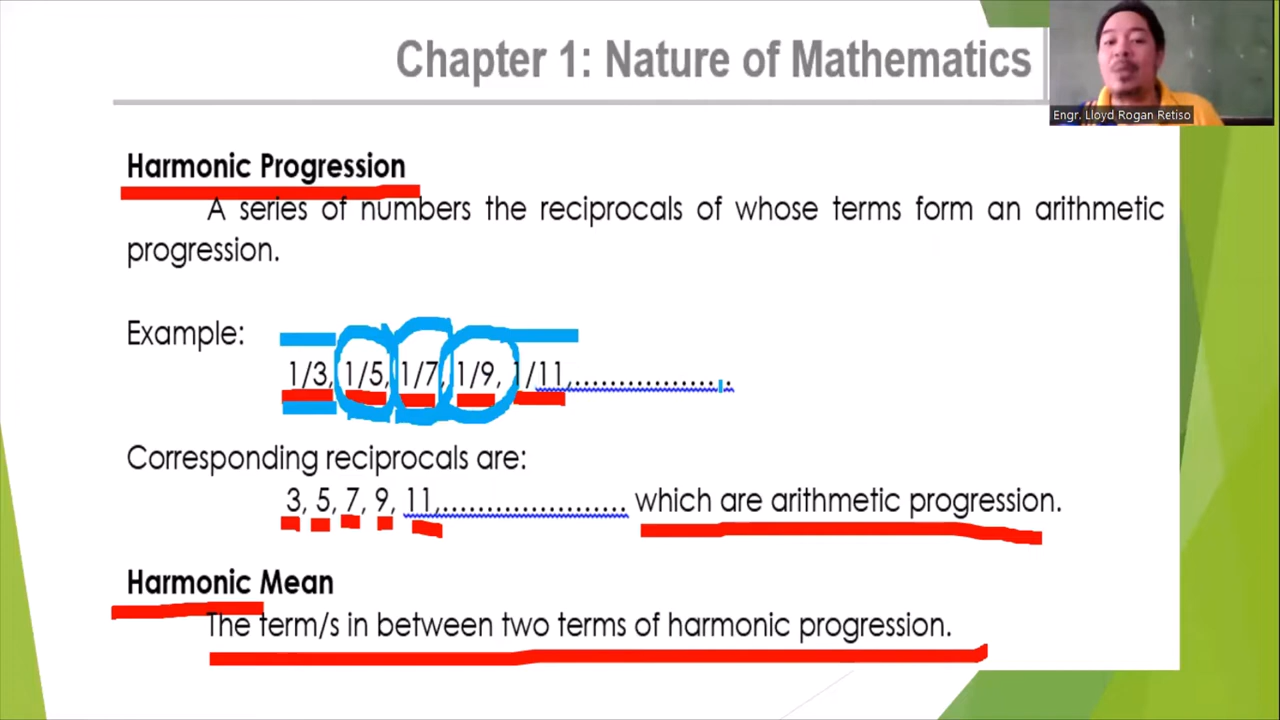 Chapter 1: Nature of Mathematics
Engr. Lloyd Rogan Retiso
Harmonic Progression
A series of numbers the reciprocals of whose terms form an arithmetic
progression.
Example:
1/3, 1/5, 1/7, 1/9, 1/11,..................
Corresponding reciprocals are:
3, 5, 7, 9, 11,..................... which are arithmetic progression.
Harmonic Mean
The term/s in between two terms of harmonic progression.